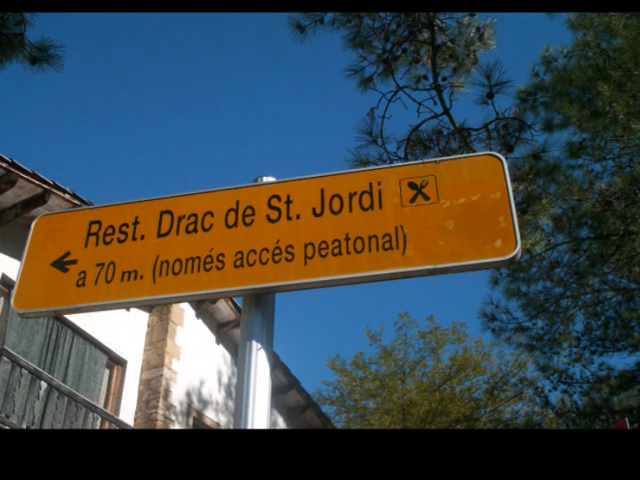 Rest. Drac de St. Jordi
a 70 m. (només accés peatonal)